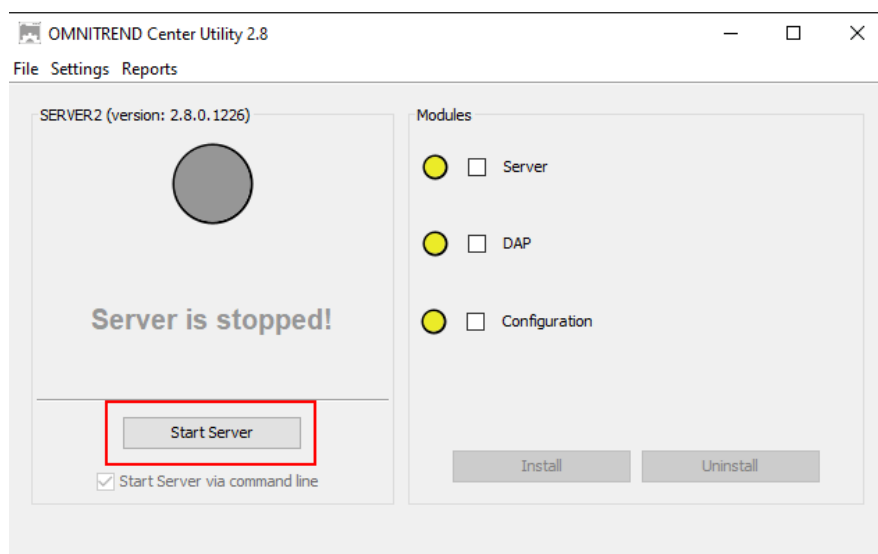 OMNITREND Center Utility 2.8
File Settings Reports
SERVER2 (version: 2.8.0.1226)
Server is stopped!
Start Server
Start Server via command line
Modules
Server
DAP
Configuration
Install Uninstall